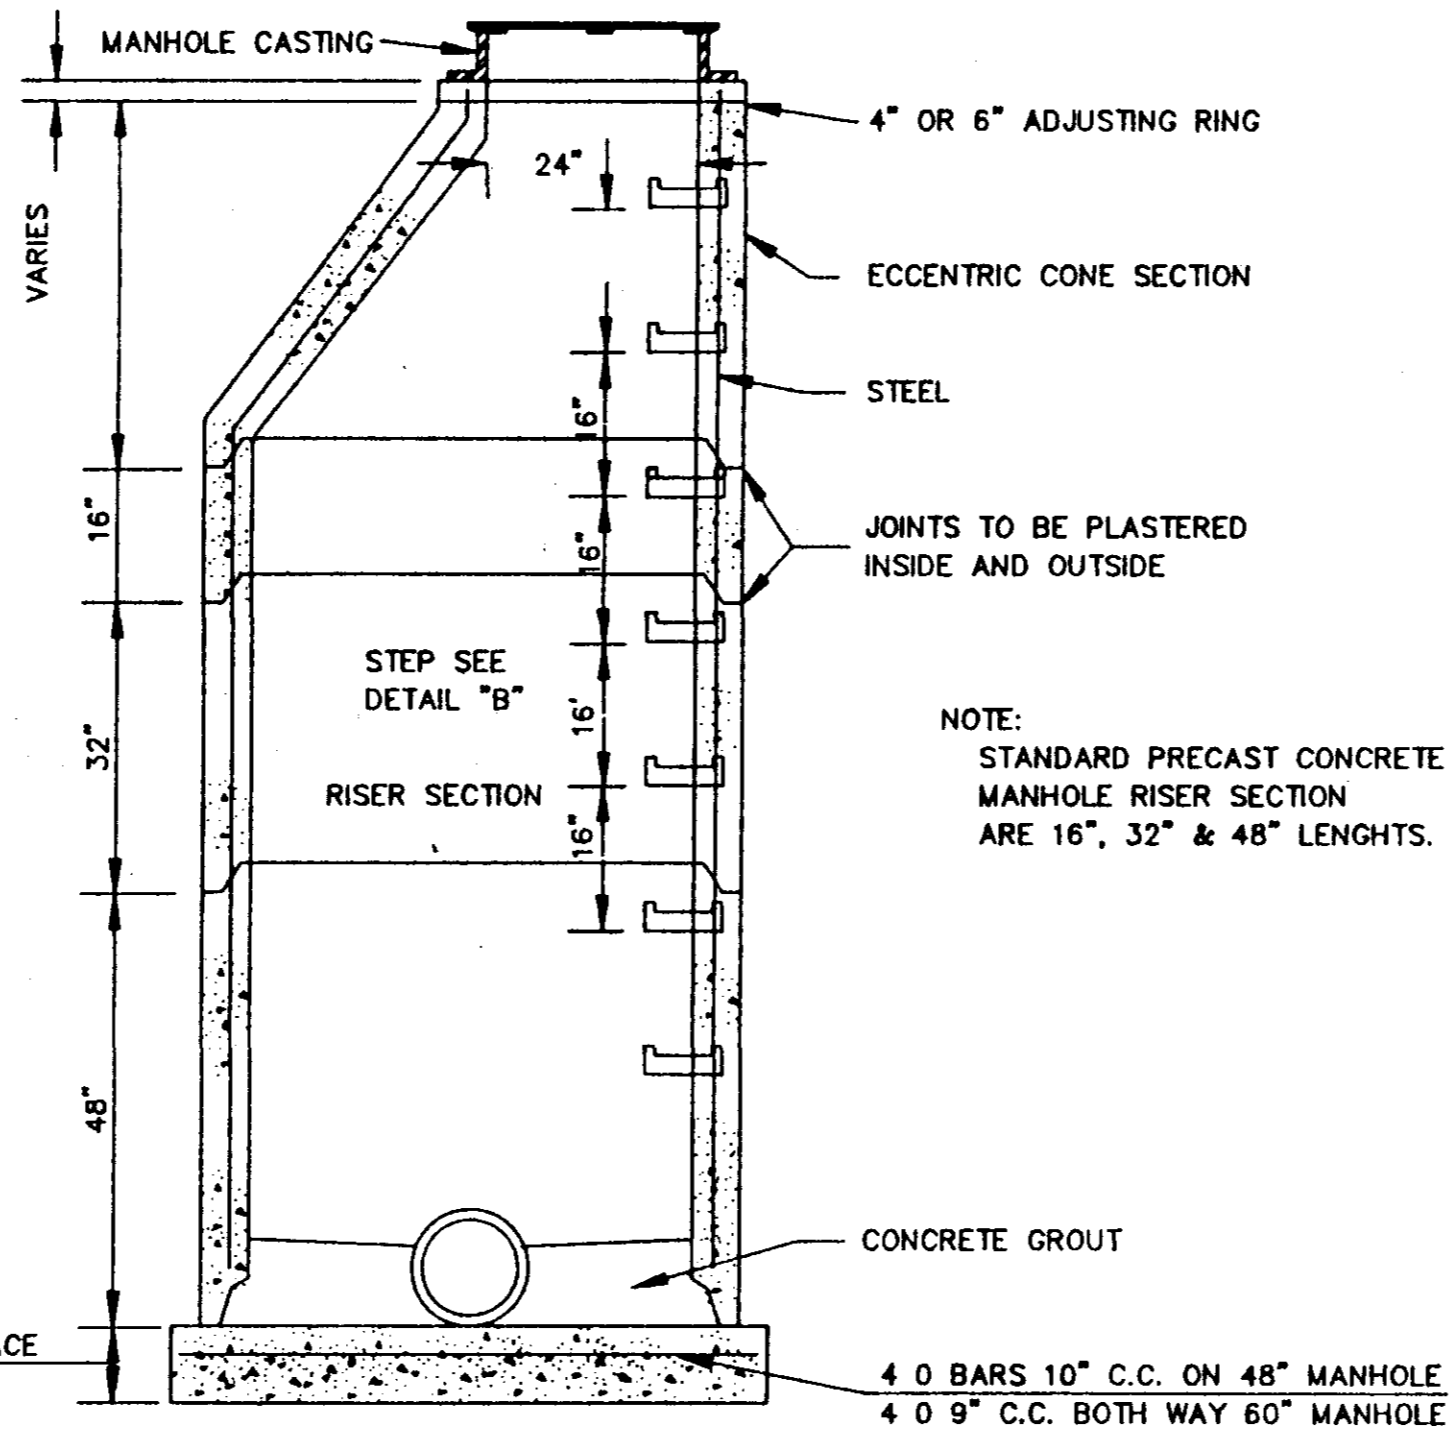 MANHOLE CASTING
4" OR 6" ADJUSTING RING
24"
VARIES
ECCENTRIC CONE SECTION
STEEL
16"
16"
16"
JOINTS TO BE PLASTERED
INSIDE AND OUTSIDE
STEP SEE
DETAIL "B"
32"
16'
NOTE:
STANDARD PRECAST CONCRETE
MANHOLE RISER SECTION
ARE 16", 32" & 48" LENGHTS.
RISER SECTION
16"
48"
CONCRETE GROUT
CE
4 0 BARS 10" C.C. ON 48" MANHOLE
4 0 9" C.C. BOTH WAY 60" MANHOLE